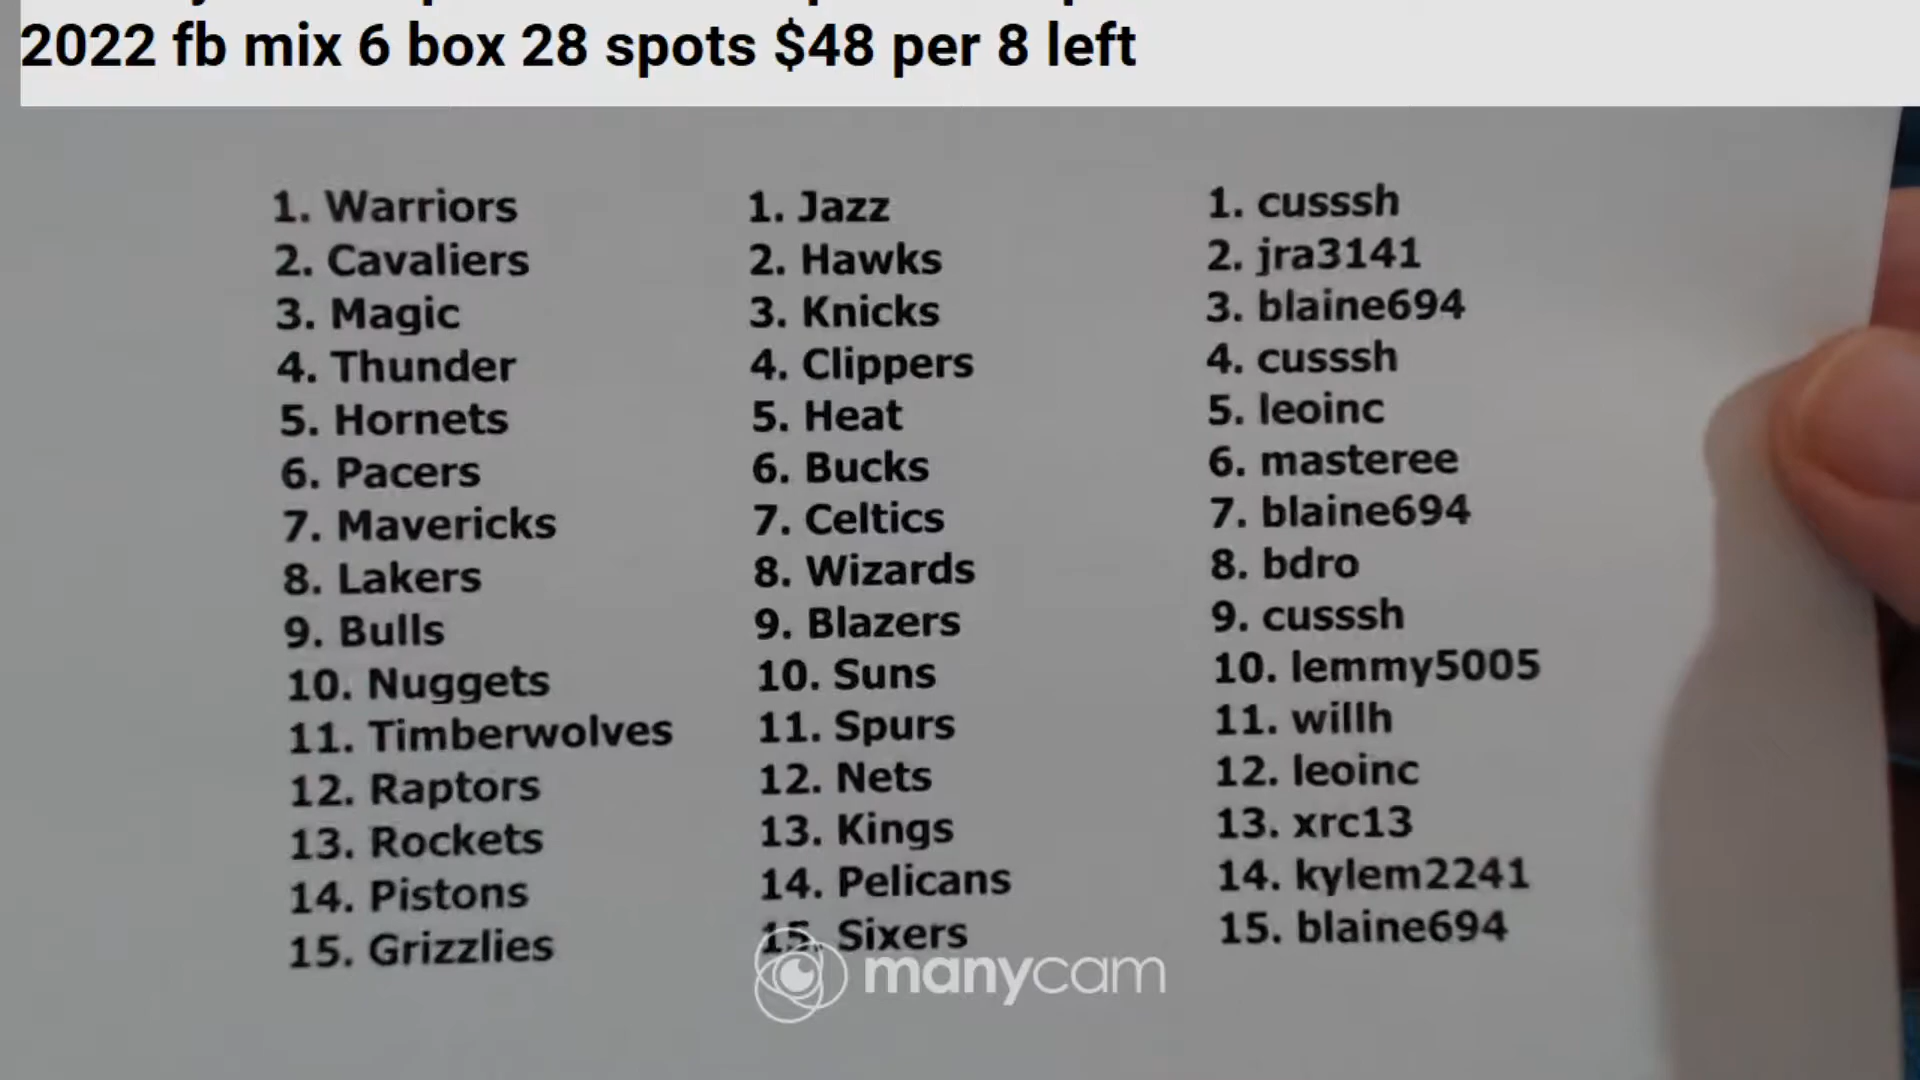 2022 fb mix 6 box 28 spots $48 per 8 left
1. Warriors
2. Cavaliers
3. Magic
4. Thunder
5. Hornets
6. Pacers
7. Mavericks
8. Lakers
9. Bulls
10. Nuggets
11. Timberwolves
12. Raptors
13. Rockets
14. Pistons
15. Grizzlies
1. Jazz
2. Hawks
3. Knicks
4. Clippers
5. Heat
6. Bucks
7. Celtics
8. Wizards
9. Blazers
10. Suns
11. Spurs
12. Nets
13. Kings
14. Pelicans
15. Sixers
1. cusssh
2. jra3141
3. blaine694
4. cusssh
5. leoinc
6. masteree
7. blaine694
8. bdro
9. cusssh
10. lemmy5005
11. willh
12. leoinc
13. xrc13
14. kylem2241
15. blaine694
manycam